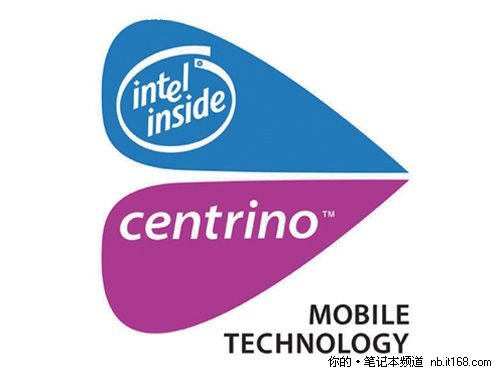 intel
inside
centrino™
MOBILE
TECHNOLOGY
你的·笔记本频道 nb.it168.com